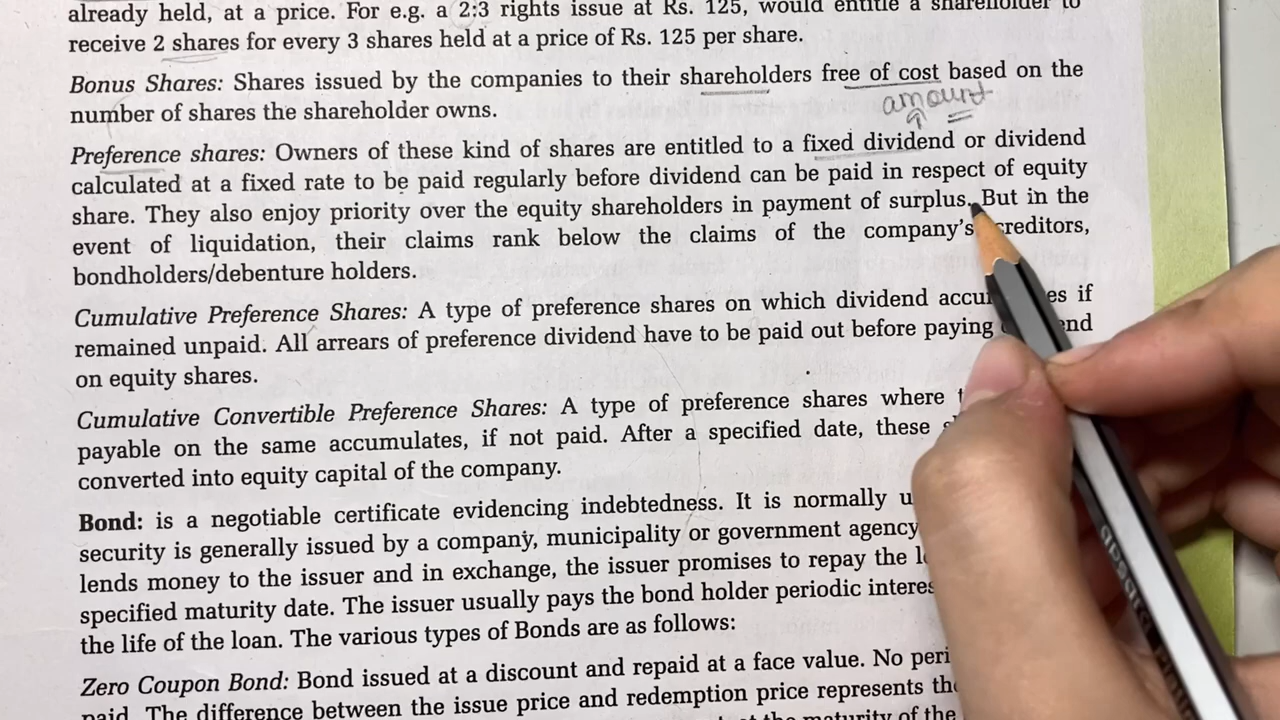 already held, at a price. For e.g. a 2:3 rights issue at Rs. 125, would entitle a shareholder to
receive 2 shares for every 3 shares held at a price of Rs. 125 per share.
Bonus Shares: Shares issued by the companies to their shareholders free of cost based on the
number of shares the shareholder owns.
amount
Preference shares: Owners of these kind of shares are entitled to a fixed dividend or dividend
calculated at a fixed rate to be paid regularly before dividend can be paid in respect of equity
share. They also enjoy priority over the equity shareholders in payment of surplus. But in the
event of liquidation, their claims rank below the claims of the company's creditors,
bondholders/debenture holders.
Cumulative Preference Shares: A type of preference shares on which dividend if
remained unpaid. All arrears of preference dividend have to be paid out before paying
on equity shares.
Cumulative Convertible Preference Shares: A type of preference shares where
payable on the same accumulates, if not paid. After a specified date, these
converted into equity capital of the company.
Bond: is a negotiable certificate evidencing indebtedness. It is normally
security is generally issued by a company, municipality or government agency
lends money to the issuer and in exchange, the issuer promises to repay the
specified maturity date. The issuer usually pays the bond holder periodic
the life of the loan. The various types of Bonds are as follows:
Zero Coupon Bond: Bond issued at a discount and repaid at a face value. No
paid. The difference between the issue price and redemption price represents
the maturity of the